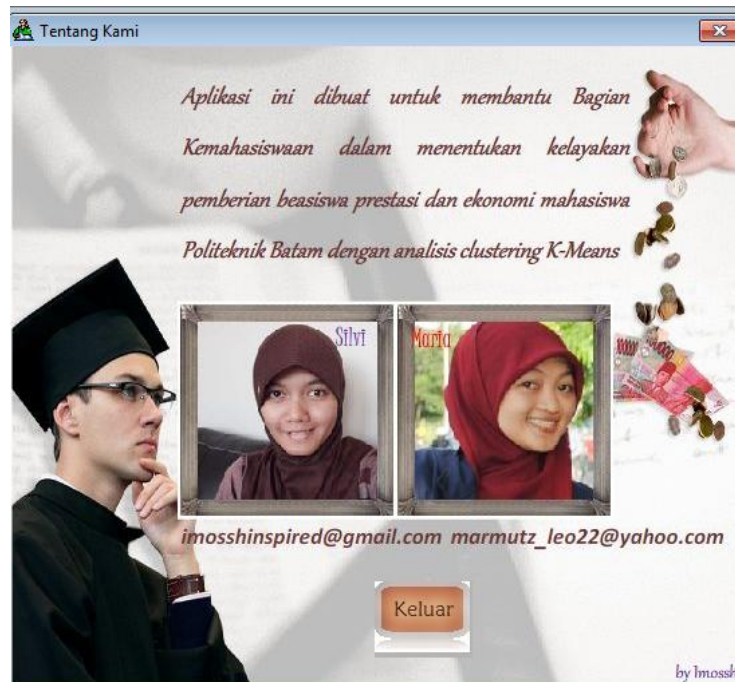 Tentang Kami
Aplikasi ini dibuat untuk membantu Bagian
Kemahasiswaan dalam menentukan kelayakan
pemberian beasiswa prestasi dan ekonomi mahasiswa
Politeknik Batam dengan analisis clustering K-Means
Silvi
Maria
imosshinspired@gmail.com marmutz_leo22@yahoo.com
Keluar
by Imossh